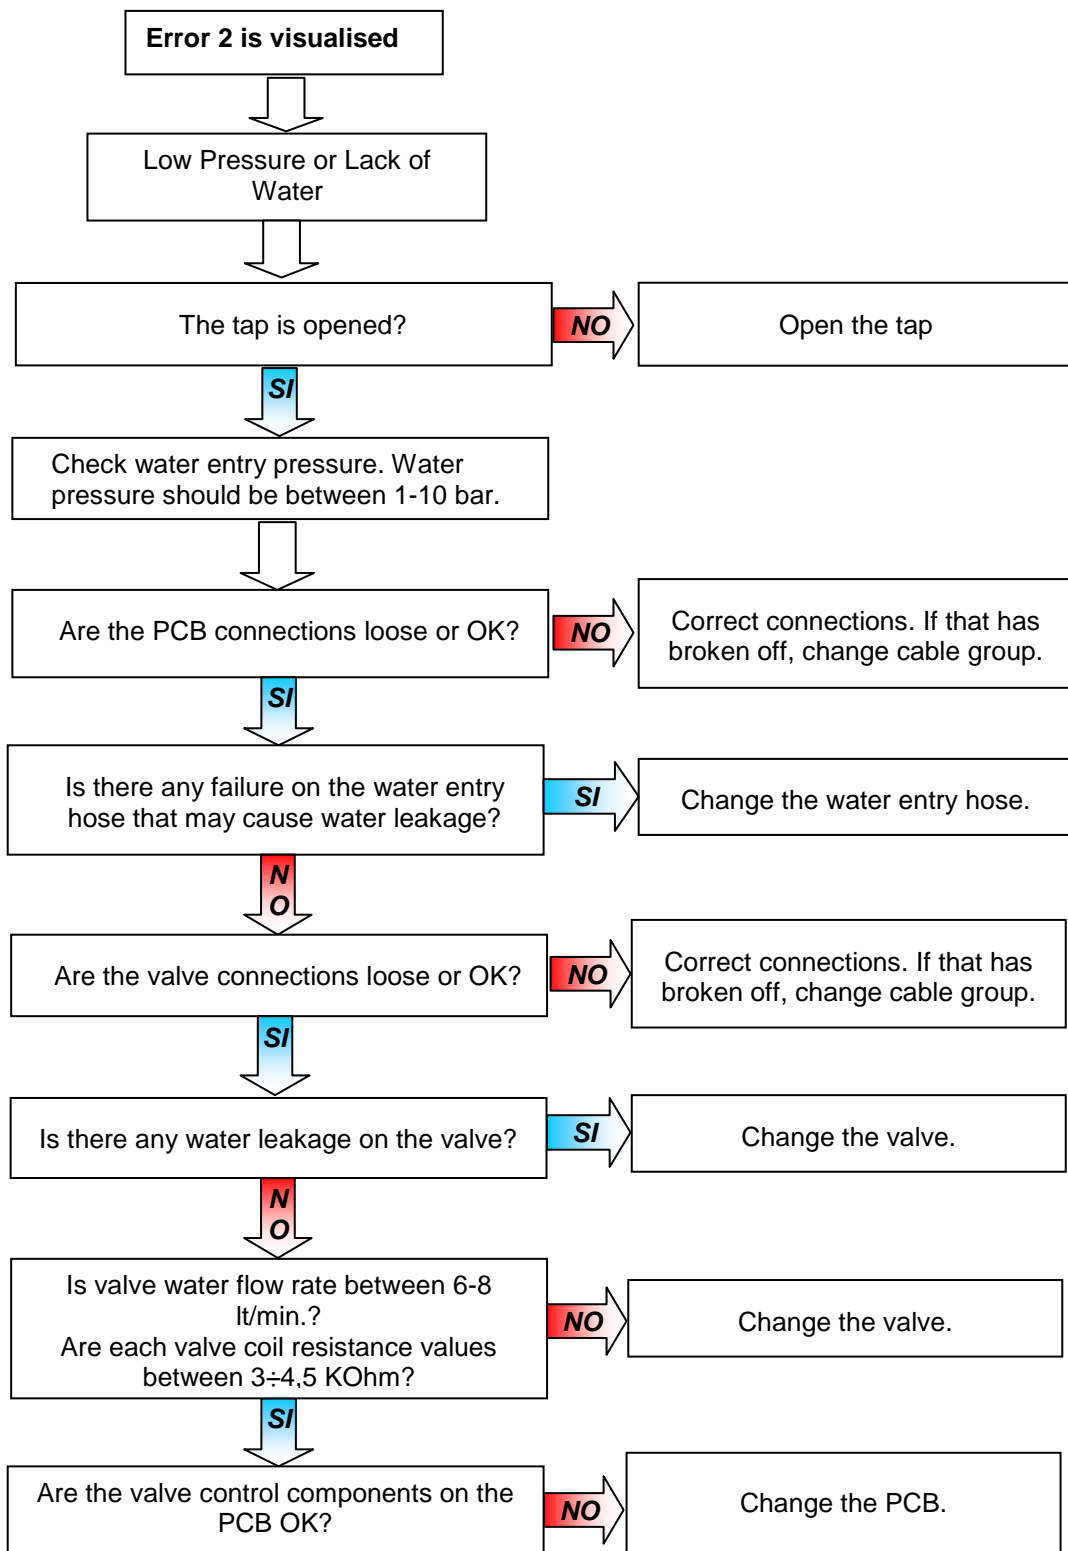 Error 2 is visualised
Low Pressure or Lack of
Water
The tap is opened?
NO
Open the tap
SI
Check water entry pressure. Water
pressure should be between 1-10 bar.
Are the PCB connections loose or OK?
NO
Correct connections. If that has
broken off, change cable group.
SI
Is there any failure on the water entry
hose that may cause water leakage?
SI
Change the water entry hose.
N
O
Are the valve connections loose or OK?
NO
Correct connections. If that has
broken off, change cable group.
SI
Is there any water leakage on the valve?
SI
Change the valve.
N
O
Is valve water flow rate between 6-8
lt/min.?
Are each valve coil resistance values
between 3÷4,5 KOhm?
NO
Change the valve.
SI
Are the valve control components on the
PCB OK?
NO
Change the PCB.